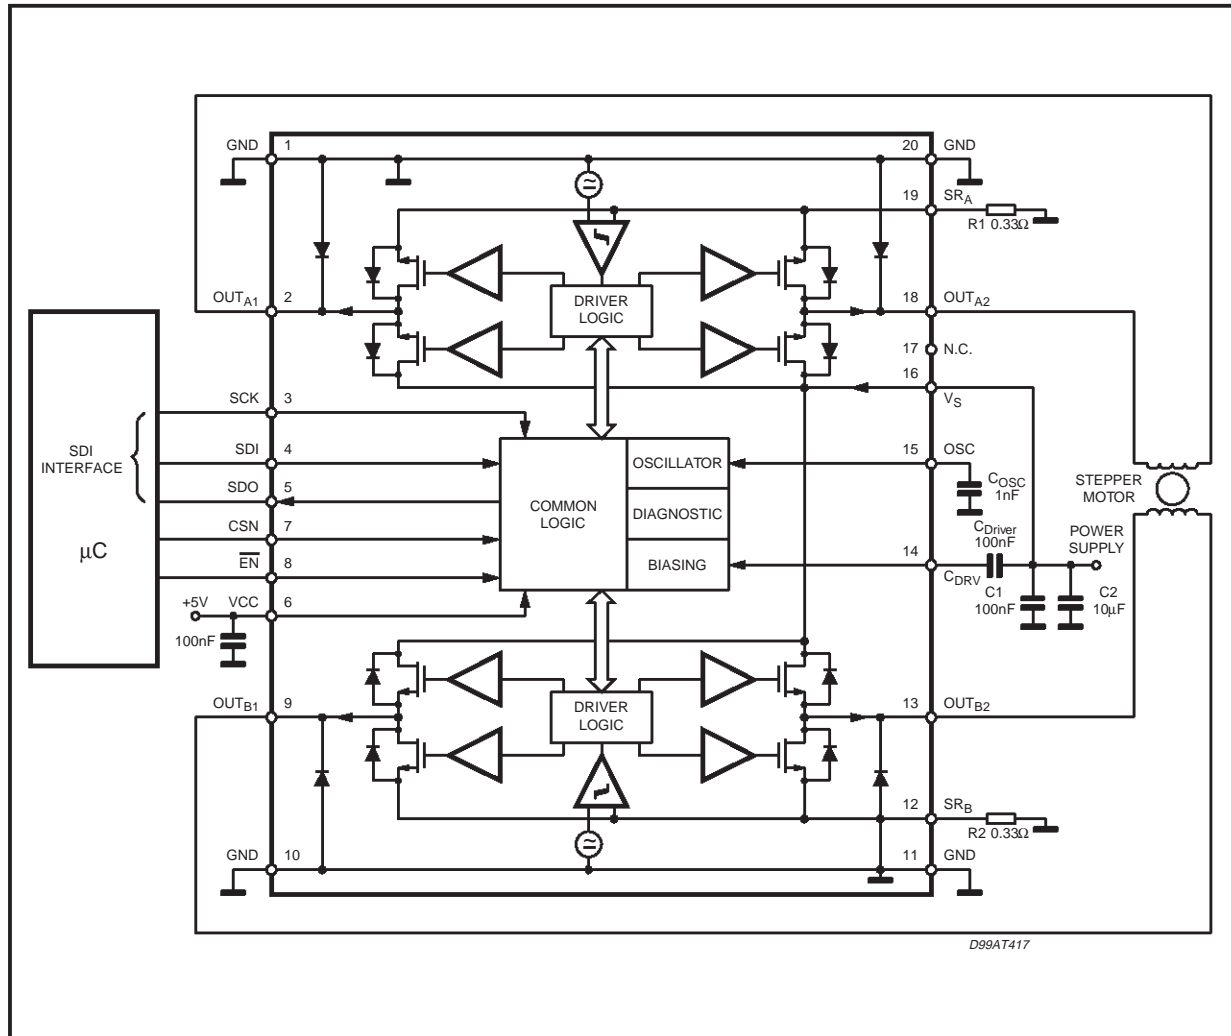 GND 1 20 GND
19 SRA
R1 0.33Ω
DRIVER
LOGIC
OUTA1 2 18 OUTA2
17 N.C.
16
VS
SCK 3
SDI
INTERFACE
SDI 4
SDO 5
CSN 7
EN 8
μC
+5V VCC 6
100nF
COMMON
LOGIC
OSCILLATOR
DIAGNOSTIC
BIASING
15 OSC
COSC
1nF
CDriver
100nF
14
CDRV
C1
100nF
C2
10μF
STEPPER
MOTOR
POWER
SUPPLY
OUTB1 9 13 OUTB2
DRIVER
LOGIC
12 SRB
R2 0.33Ω
GND 10 11 GND
D99AT417